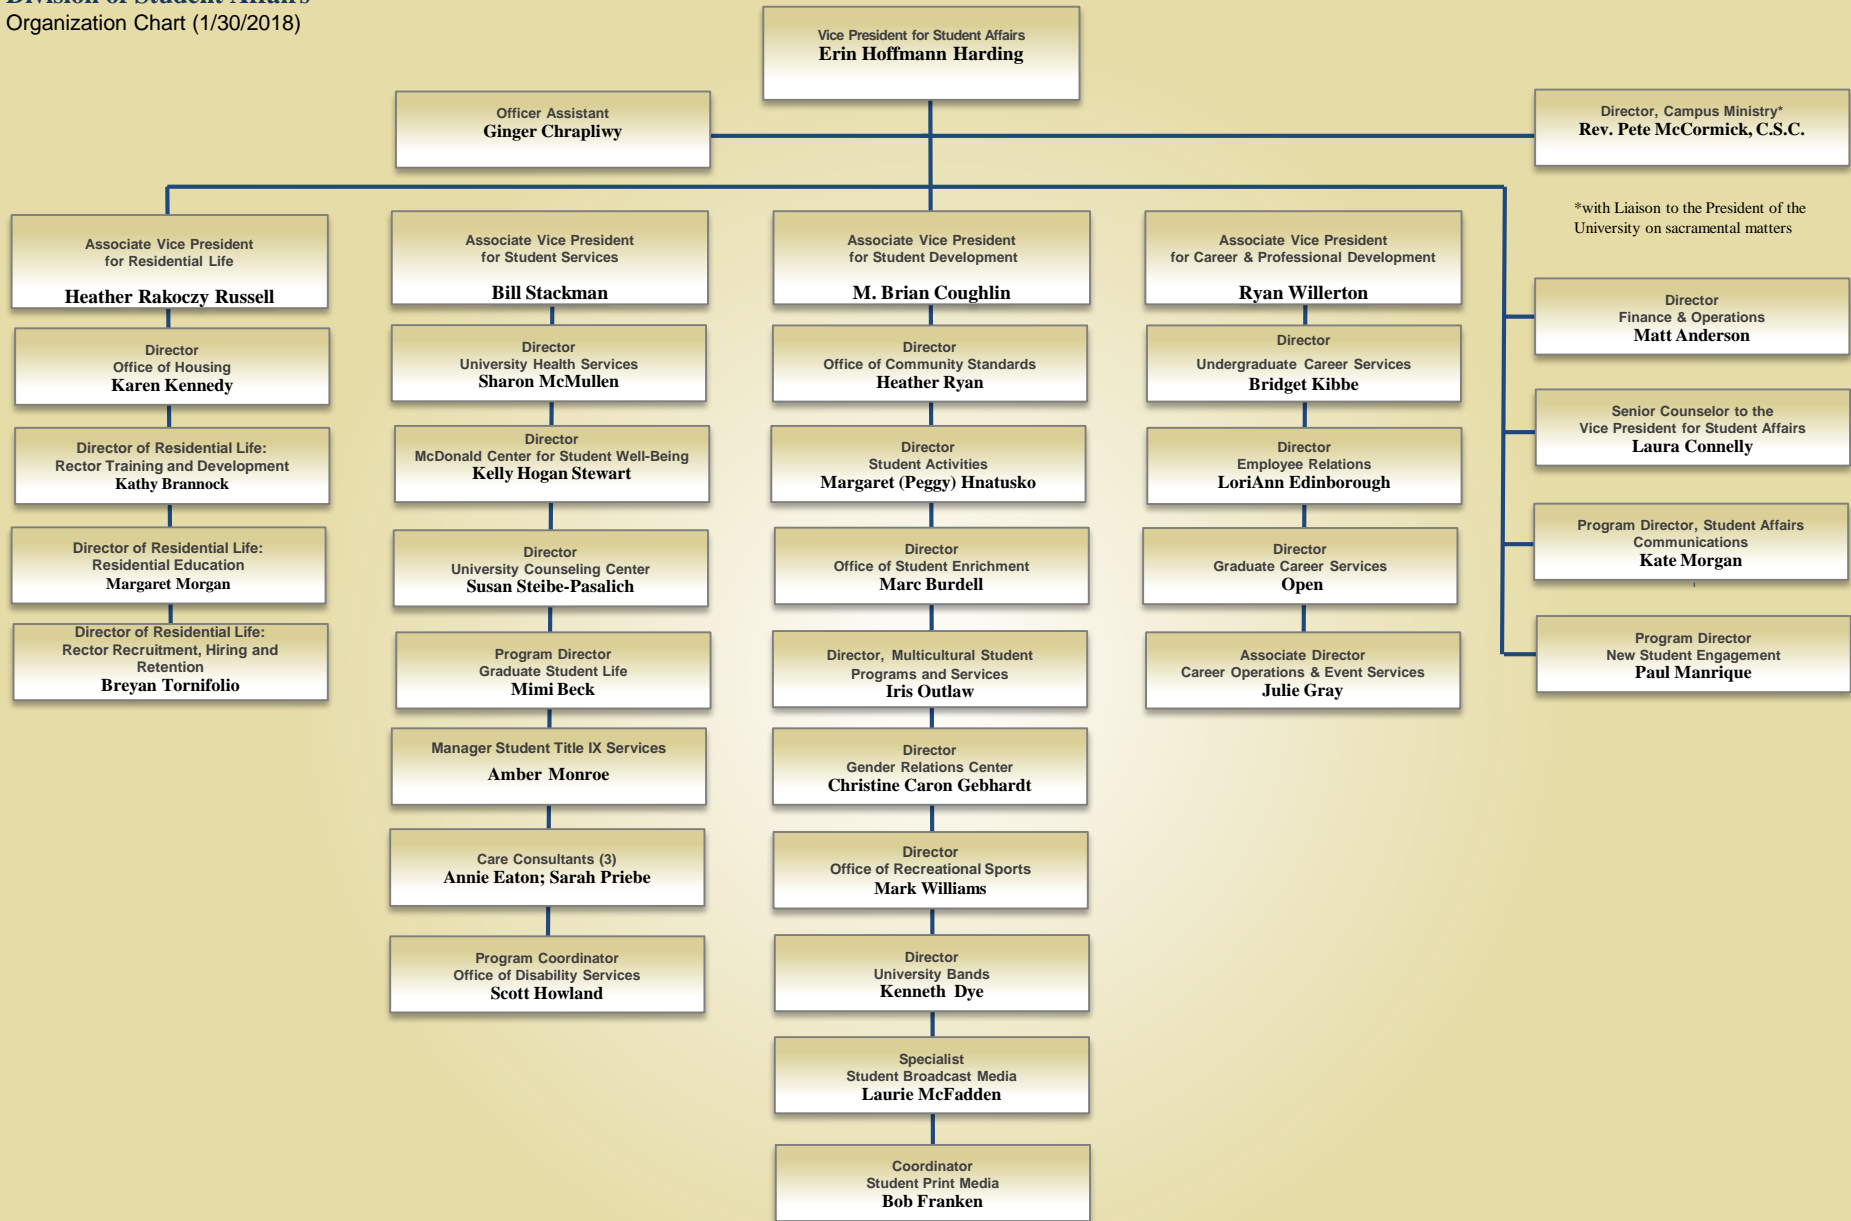 Division of Student Affairs
Organization Chart (1/30/2018)
Vice President for Student Affairs
Erin Hoffmann Harding
Officer Assistant
Ginger Chrapliwy
Director, Campus Ministry*
Rev. Pete McCormick, C.S.C.
*with Liaison to the President of the
University on sacramental matters
Associate Vice President
for Residential Life
Heather Rakoczy Russell
Director
Office of Housing
Karen Kennedy
Director of Residential Life:
Rector Training and Development
Kathy Brannock
Director of Residential Life:
Residential Education
Margaret Morgan
Director of Residential Life:
Rector Recruitment, Hiring and
Retention
Breyan Tornifolio
Associate Vice President
for Student Services
Bill Stackman
Director
University Health Services
Sharon McMullen
Director
McDonald Center for Student Well-Being
Kelly Hogan Stewart
Director
University Counseling Center
Susan Steibe-Pasalich
Program Director
Graduate Student Life
Mimi Beck
Manager Student Title IX Services
Amber Monroe
Care Consultants (3)
Annie Eaton; Sarah Priebe
Program Coordinator
Office of Disability Services
Scott Howland
Associate Vice President
for Student Development
M. Brian Coughlin
Director
Office of Community Standards
Heather Ryan
Director
Student Activities
Margaret (Peggy) Hnatusko
Director
Office of Student Enrichment
Marc Burdell
Director, Multicultural Student
Programs and Services
Iris Outlaw
Director
Gender Relations Center
Christine Caron Gebhardt
Director
Office of Recreational Sports
Mark Williams
Director
University Bands
Kenneth Dye
Specialist
Student Broadcast Media
Laurie McFadden
Coordinator
Student Print Media
Bob Franken
Associate Vice President
for Career & Professional Development
Ryan Willerton
Director
Undergraduate Career Services
Bridget Kibbe
Director
Employee Relations
LoriAnn Edinborough
Director
Graduate Career Services
Open
Associate Director
Career Operations & Event Services
Julie Gray
Director
Finance & Operations
Matt Anderson
Senior Counselor to the
Vice President for Student Affairs
Laura Connelly
Program Director, Student Affairs
Communications
Kate Morgan
Program Director
New Student Engagement
Paul Manrique